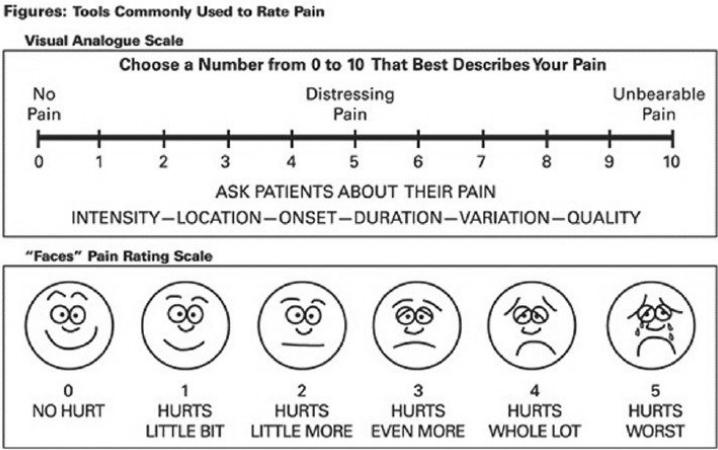 Figures: Tools Commonly Used to Rate Pain
Visual Analogue Scale
Choose a Number from 0 to 10 That Best Describes Your Pain
No Pain
Distressing Pain
Unbearable Pain
0 1 2 3 4 5 6 7 8 9 10
ASK PATIENTS ABOUT THEIR PAIN
INTENSITY—LOCATION—ONSET—DURATION—VARIATION—QUALITY
"Faces" Pain Rating Scale
0
NO HURT
1
HURTS
LITTLE BIT
2
HURTS
LITTLE MORE
3
HURTS
EVEN MORE
4
HURTS
WHOLE LOT
5
HURTS
WORST